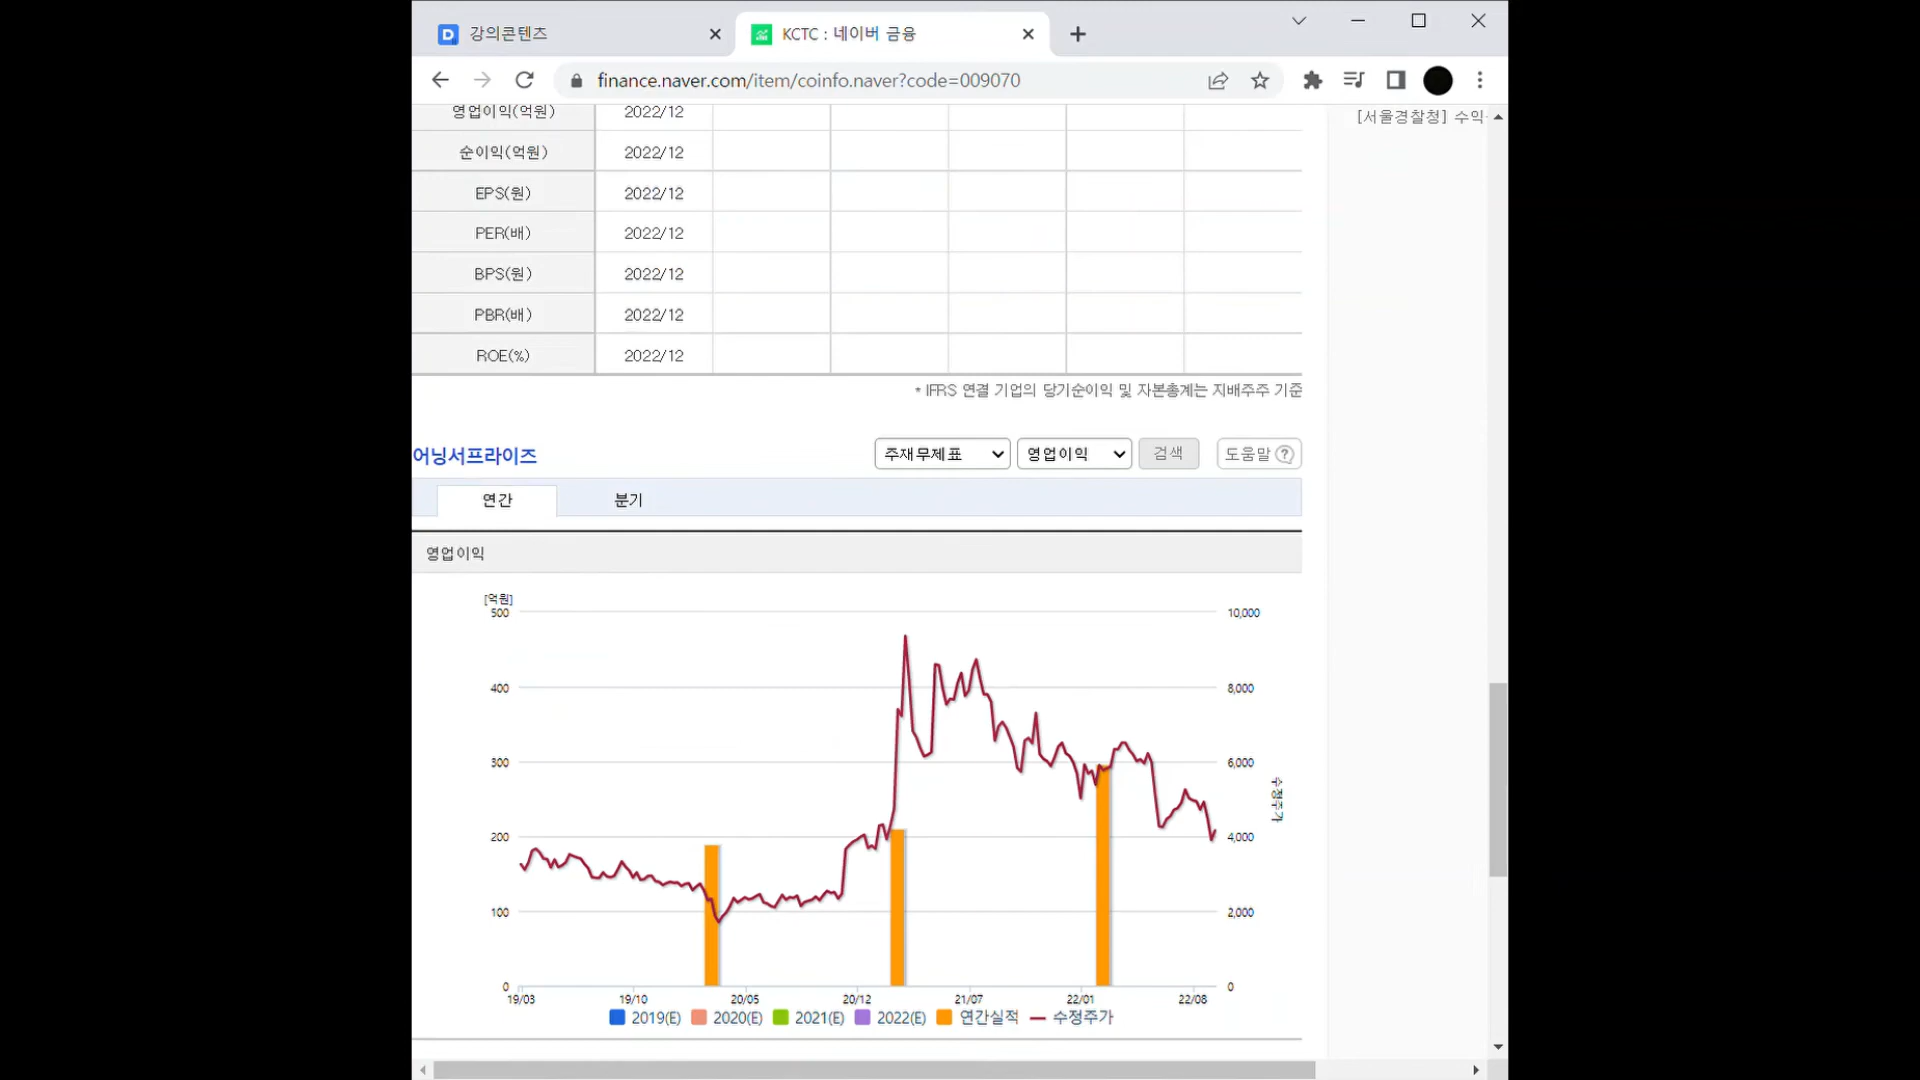 강의콘텐츠
KCTC : 네이버 금융
finance.naver.com/item/coinfo.naver?code=009070
영업이익(억원) 2022/12
[서울경찰청] 수익
순이익(억원) 2022/12
EPS(원) 2022/12
PER(배) 2022/12
BPS(원) 2022/12
PBR(배) 2022/12
ROE(%) 2022/12
* IFRS 연결 기업의 당기순이익 및 자본총계는 지배주주 기준
어닝서프라이즈 주재무제표 영업이익 검색 도움말 ?
연간 분기
영업이익
[억원]
500 10,000
400 8,000
300 6,000
수정주가
200 4,000
100 2,000
0 0
19/03 19/10 20/05 20/12 21/07 22/01 22/08
2019(E) 2020(E) 2021(E) 2022(E) 연간실적 수정주가